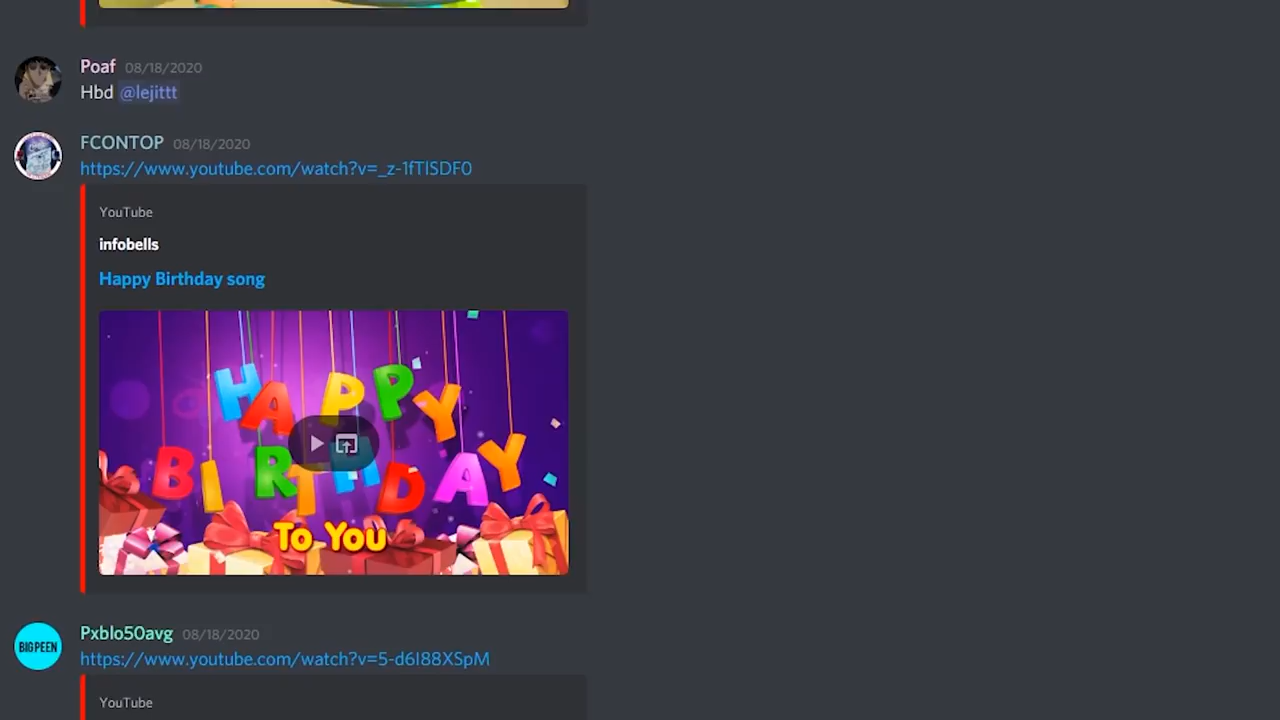 Poaf 08/18/2020
Hbd @lejittt
FCONTOP 08/18/2020
https://www.youtube.com/watch?v=_z-1fTlSDF0
YouTube
infobells
Happy Birthday song
HAPPY
BIRTHDAY
To You
Pxblo50avg 08/18/2020
BIGPEEN
https://www.youtube.com/watch?v=5-d6I88XSpM
YouTube